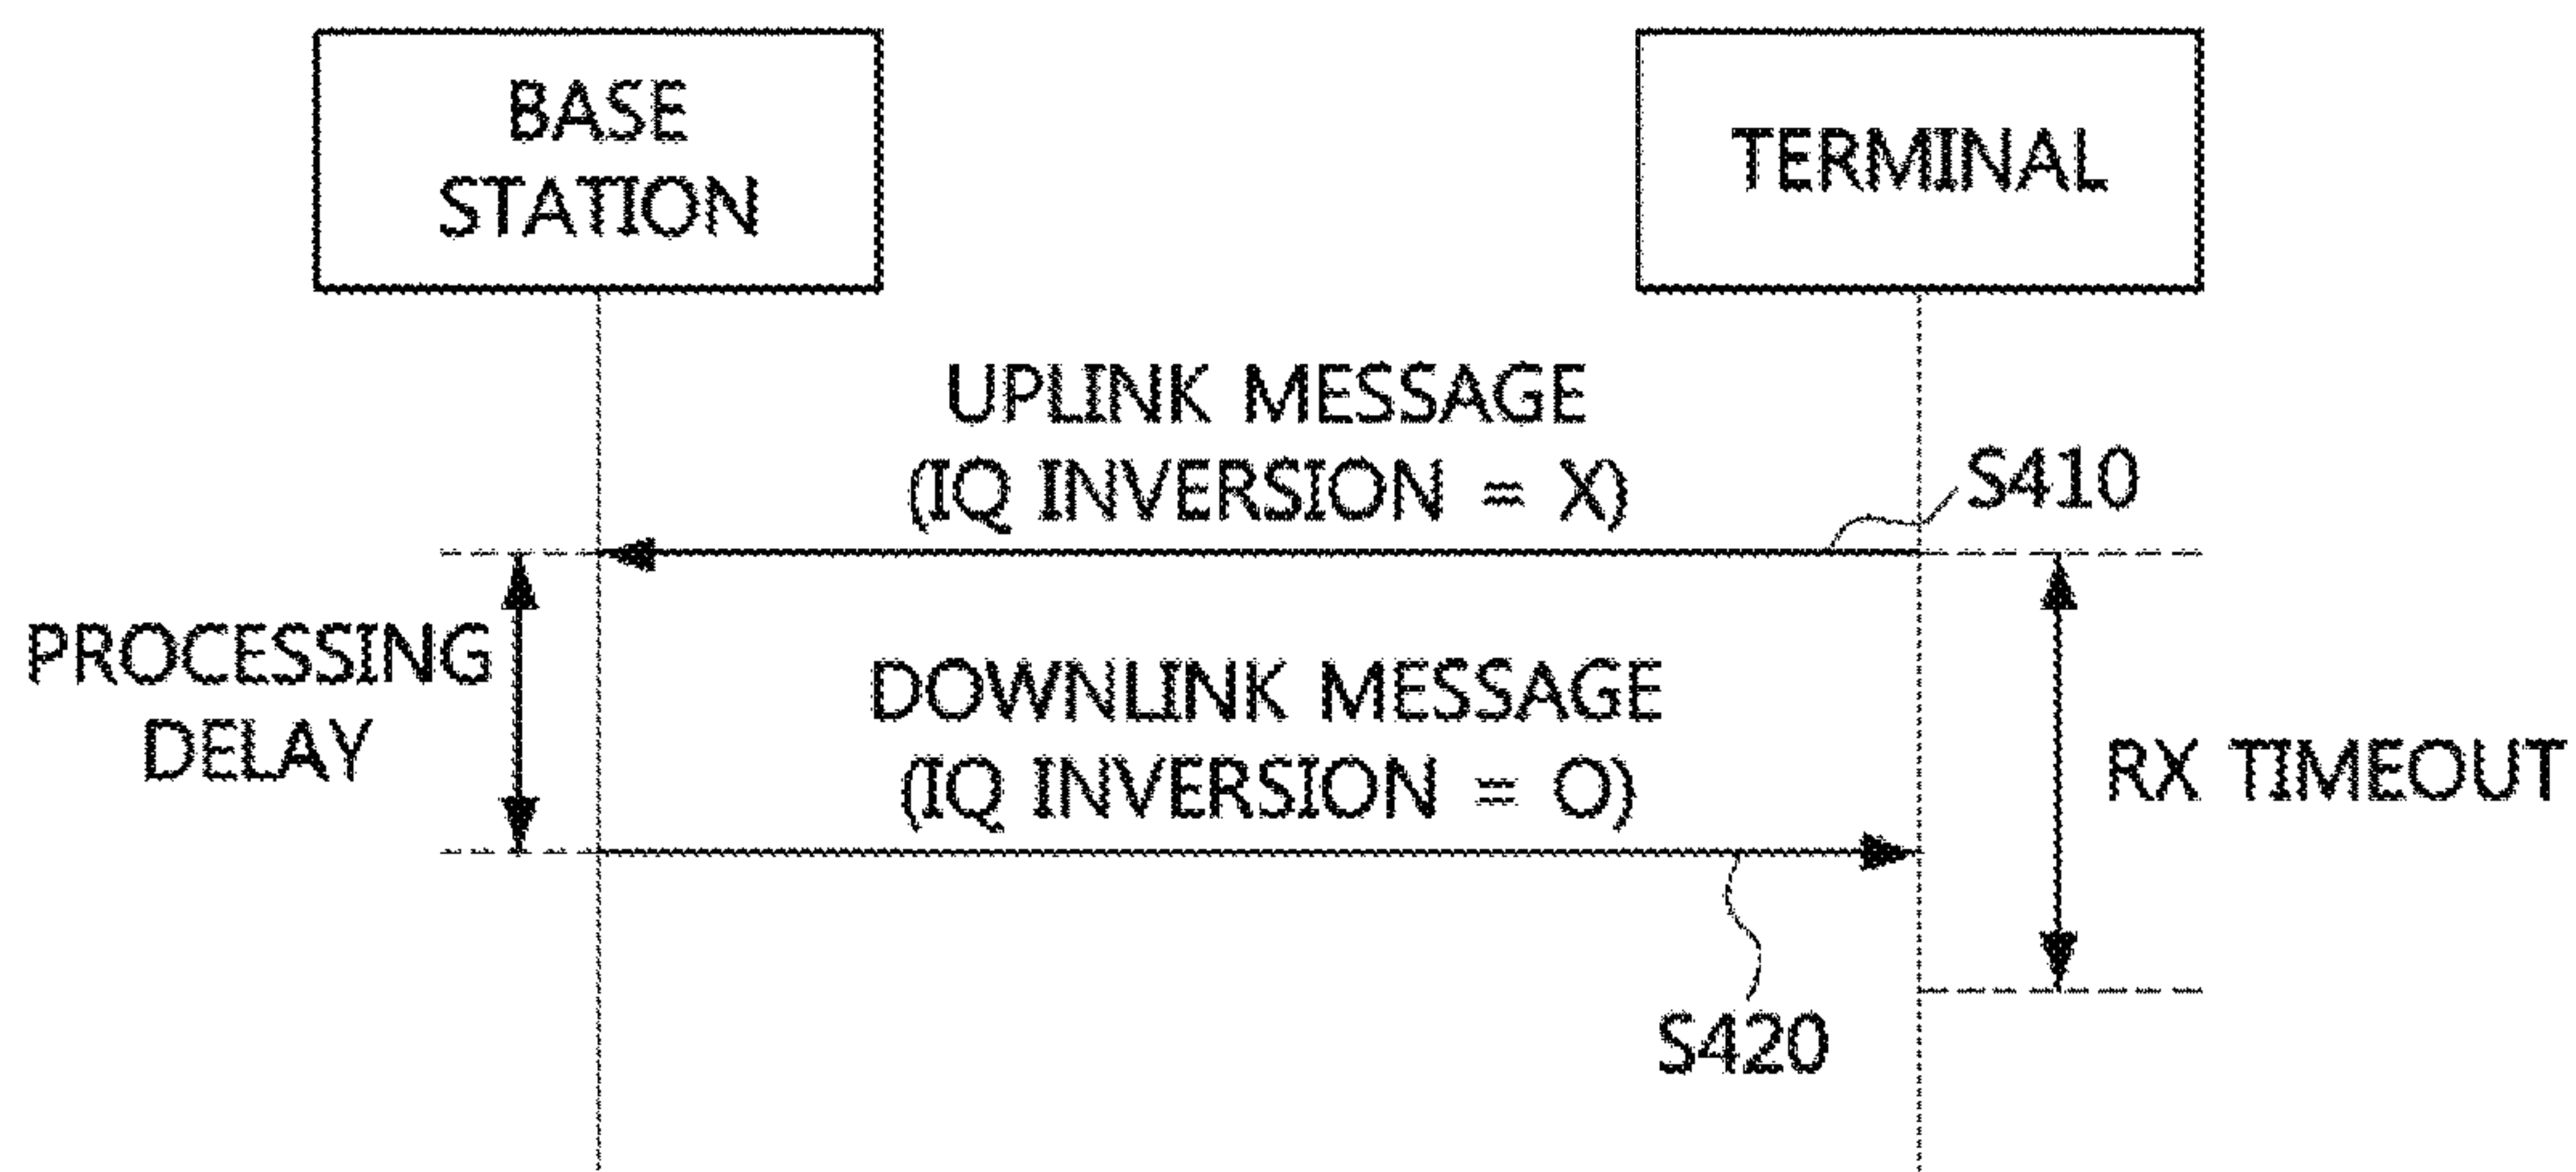 BASE
STATION
TERMINAL
UPLINK MESSAGE
(IQ INVERSION = X)
S410
PROCESSING
DELAY
DOWNLINK MESSAGE
(IQ INVERSION = O)
RX TIMEOUT
S420